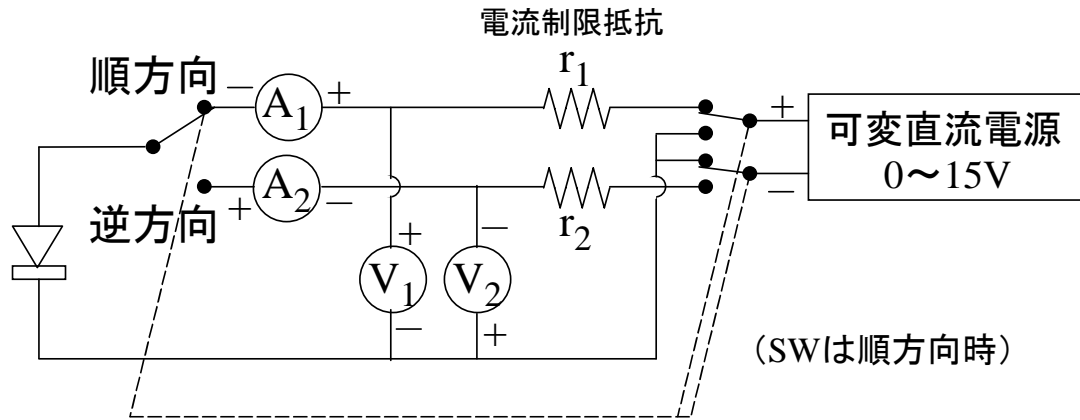 電流制限抵抗
r1
順方向
− A1 +
+
可変直流電源
0～15V
−
r2
+ A2 −
逆方向
+
V1
−
−
V2
+
（SWは順方向時）